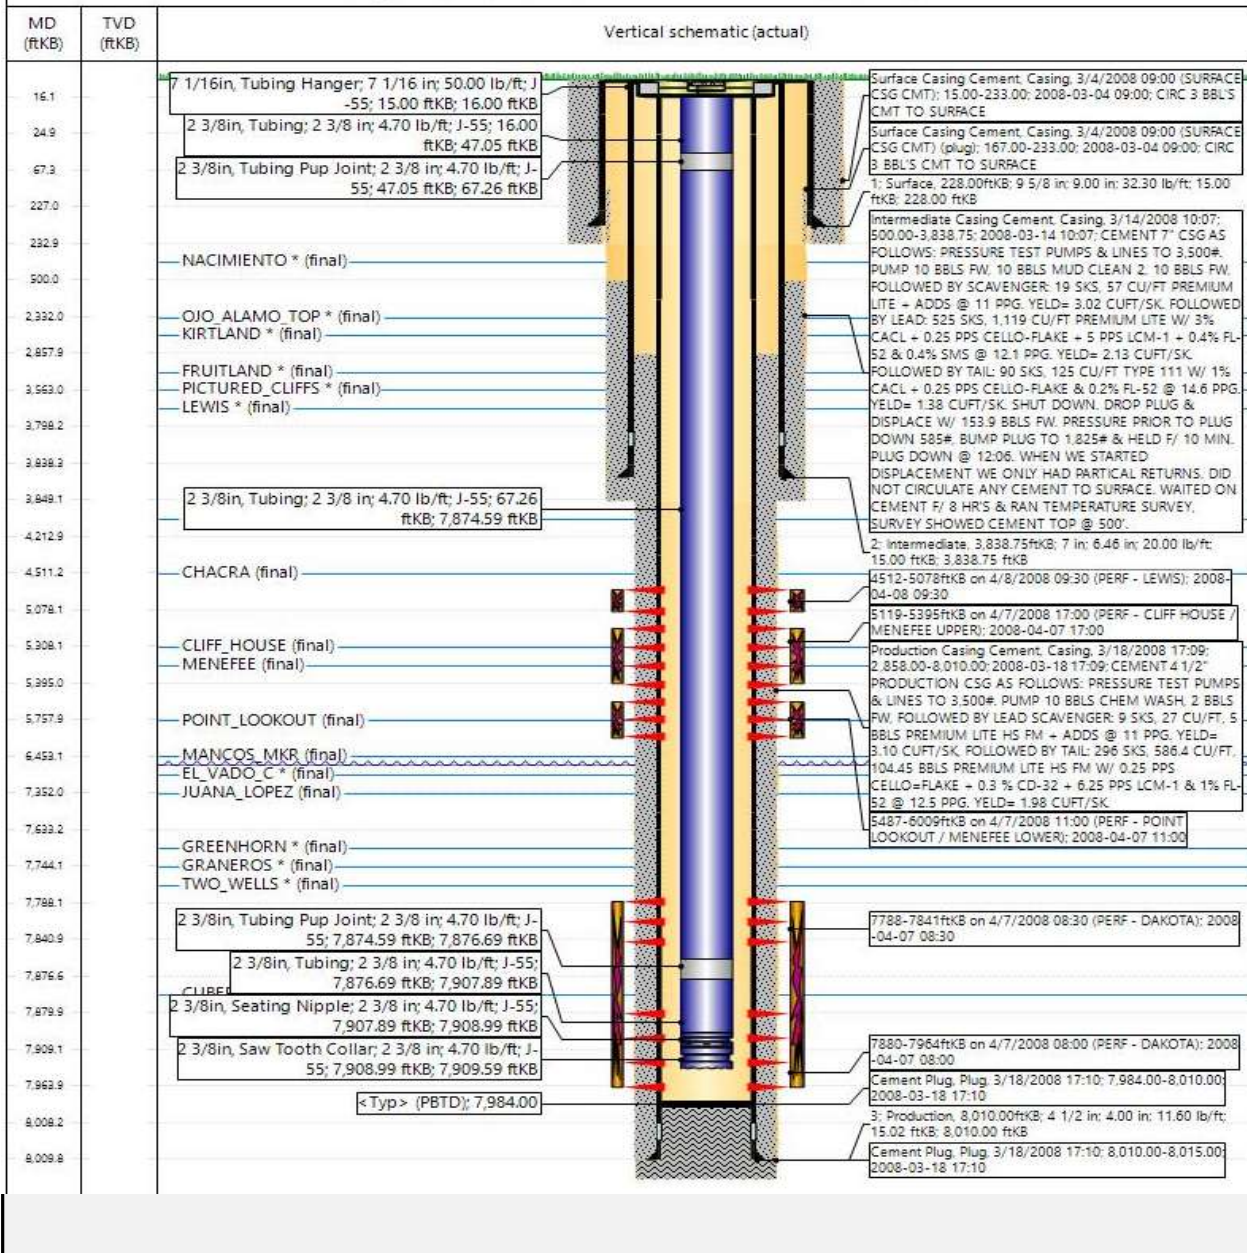 MD
(ftKB)
TVD
(ftKB)
Vertical schematic (actual)
16.1
24.9
67.3
227.0
232.9
500.0
2,332.0
2,857.9
3,563.0
3,798.2
3,838.3
3,849.1
4,212.9
4,511.2
5,078.1
5,308.1
5,395.0
5,757.9
6,453.1
7,352.0
7,633.2
7,744.1
7,788.1
7,840.9
7,876.6
7,879.9
7,909.1
7,963.9
8,008.2
8,009.8
7 1/16in, Tubing Hanger; 7 1/16 in; 50.00 lb/ft; J
-55; 15.00 ftKB; 16.00 ftKB
2 3/8in, Tubing; 2 3/8 in; 4.70 lb/ft; J-55; 16.00
ftKB; 47.05 ftKB
2 3/8in, Tubing Pup Joint; 2 3/8 in; 4.70 lb/ft; J-
55; 47.05 ftKB; 67.26 ftKB
NACIMIENTO * (final)
OJO_ALAMO_TOP * (final)
KIRTLAND * (final)
FRUITLAND * (final)
PICTURED_CLIFFS * (final)
LEWIS * (final)
2 3/8in, Tubing; 2 3/8 in; 4.70 lb/ft; J-55; 67.26
ftKB; 7,874.59 ftKB
CHACRA (final)
CLIFF_HOUSE (final)
MENEFEE (final)
POINT_LOOKOUT (final)
MANCOS_MKR (final)
EL_VADO_C * (final)
JUANA_LOPEZ (final)
GREENHORN * (final)
GRANEROS * (final)
TWO_WELLS * (final)
2 3/8in, Tubing Pup Joint; 2 3/8 in; 4.70 lb/ft; J-
55; 7,874.59 ftKB; 7,876.69 ftKB
2 3/8in, Tubing; 2 3/8 in; 4.70 lb/ft; J-55;
7,876.69 ftKB; 7,907.89 ftKB
2 3/8in, Seating Nipple; 2 3/8 in; 4.70 lb/ft; J-55;
7,907.89 ftKB; 7,908.99 ftKB
2 3/8in, Saw Tooth Collar; 2 3/8 in; 4.70 lb/ft; J-
55; 7,908.99 ftKB; 7,909.59 ftKB
<Typ> (PBTD); 7,984.00
Surface Casing Cement, Casing, 3/4/2008 09:00 (SURFACE
CSG CMT); 15.00-233.00; 2008-03-04 09:00; CIRC 3 BBL'S
CMT TO SURFACE
Surface Casing Cement, Casing, 3/4/2008 09:00 (SURFACE
CSG CMT) (plug); 167.00-233.00; 2008-03-04 09:00; CIRC
3 BBL'S CMT TO SURFACE
1; Surface, 228.00ftKB; 9 5/8 in; 9.00 in; 32.30 lb/ft; 15.00
ftKB; 228.00 ftKB
Intermediate Casing Cement, Casing, 3/14/2008 10:07;
500.00-3,838.75; 2008-03-14 10:07; CEMENT 7" CSG AS
FOLLOWS: PRESSURE TEST PUMPS & LINES TO 3,500#.
PUMP 10 BBLS FW, 10 BBLS MUD CLEAN 2, 10 BBLS FW,
FOLLOWED BY SCAVENGER: 19 SKS, 57 CU/FT PREMIUM
LITE + ADDS @ 11 PPG. YELD= 3.02 CUFT/SK. FOLLOWED
BY LEAD: 525 SKS, 1,119 CU/FT PREMIUM LITE W/ 3%
CACL + 0.25 PPS CELLO-FLAKE + 5 PPS LCM-1 + 0.4% FL-
52 & 0.4% SMS @ 12.1 PPG. YELD= 2.13 CUFT/SK.
FOLLOWED BY TAIL: 90 SKS, 125 CU/FT TYPE 111 W/ 1%
CACL + 0.25 PPS CELLO-FLAKE & 0.2% FL-52 @ 14.6 PPG.
YELD= 1.38 CUFT/SK. SHUT DOWN. DROP PLUG &
DISPLACE W/ 153.9 BBLS FW. PRESSURE PRIOR TO PLUG
DOWN 585#. BUMP PLUG TO 1,825# & HELD F/ 10 MIN.
PLUG DOWN @ 12:06. WHEN WE STARTED
DISPLACEMENT WE ONLY HAD PARTICAL RETURNS. DID
NOT CIRCULATE ANY CEMENT TO SURFACE. WAITED ON
CEMENT F/ 8 HR'S & RAN TEMPERATURE SURVEY,
SURVEY SHOWED CEMENT TOP @ 500'.
2; Intermediate, 3,838.75ftKB; 7 in; 6.46 in; 20.00 lb/ft;
15.00 ftKB; 3,838.75 ftKB
4512-5078ftKB on 4/8/2008 09:30 (PERF - LEWIS); 2008-
04-08 09:30
5119-5395ftKB on 4/7/2008 17:00 (PERF - CLIFF HOUSE /
MENEFEE UPPER); 2008-04-07 17:00
Production Casing Cement, Casing, 3/18/2008 17:09;
2,858.00-8,010.00; 2008-03-18 17:09; CEMENT 4 1/2"
PRODUCTION CSG AS FOLLOWS: PRESSURE TEST PUMPS
& LINES TO 3,500#. PUMP 10 BBLS CHEM WASH, 2 BBLS
FW, FOLLOWED BY LEAD SCAVENGER: 9 SKS, 27 CU/FT, 5
BBLS PREMIUM LITE HS FM + ADDS @ 11 PPG. YELD=
3.10 CUFT/SK. FOLLOWED BY TAIL: 296 SKS, 586.4 CU/FT,
104.45 BBLS PREMIUM LITE HS FM W/ 0.25 PPS
CELLO=FLAKE + 0.3 % CD-32 + 6.25 PPS LCM-1 & 1% FL-
52 @ 12.5 PPG. YELD= 1.98 CUFT/SK.
5487-6009ftKB on 4/7/2008 11:00 (PERF - POINT
LOOKOUT / MENEFEE LOWER); 2008-04-07 11:00
7788-7841ftKB on 4/7/2008 08:30 (PERF - DAKOTA); 2008
-04-07 08:30
7880-7964ftKB on 4/7/2008 08:00 (PERF - DAKOTA); 2008
-04-07 08:00
Cement Plug, Plug, 3/18/2008 17:10; 7,984.00-8,010.00;
2008-03-18 17:10
3; Production, 8,010.00ftKB; 4 1/2 in; 4.00 in; 11.60 lb/ft;
15.02 ftKB; 8,010.00 ftKB
Cement Plug, Plug, 3/18/2008 17:10; 8,010.00-8,015.00;
2008-03-18 17:10